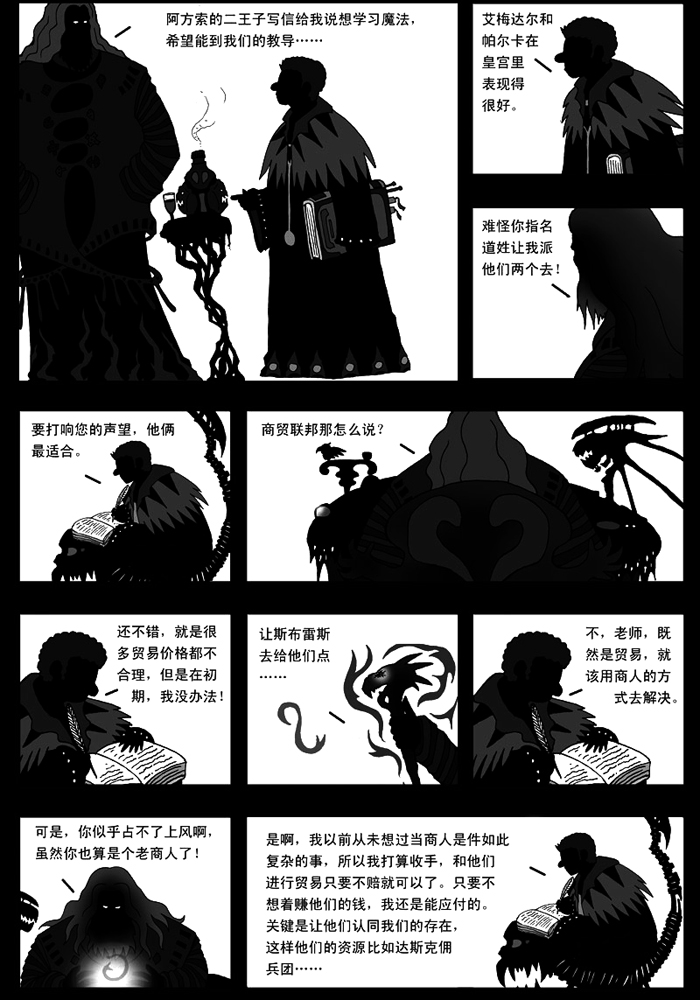 阿方索的二王子写信给我说想学习魔法，
希望能到我们的教导……
艾梅达尔和
帕尔卡在
皇宫里
表现得
很好。
难怪你指名
道姓让我派
他们两个去！
要打响您的声望，他俩
最适合。
商贸联邦那怎么说？
还不错，就是很
多贸易价格都不
合理，但是在初
期，我没办法！
让斯布雷斯
去给他们点
……
不，老师，既
然是贸易，就
该用商人的方
式去解决。
可是，你似乎占不了上风啊，
虽然你也算是个老商人了！
是啊，我以前从未想过当商人是件如此
复杂的事，所以我打算收手，和他们
进行贸易只要不赔就可以了。只要不
想着赚他们的钱，我还是能应付的。
关键是让他们认同我们的存在，
这样他们的资源比如达斯克佣
兵团……